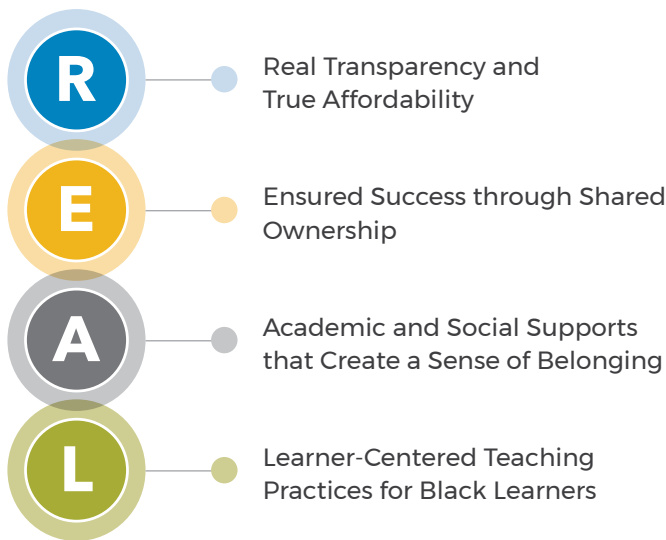 R
Real Transparency and
True Affordability
E
Ensured Success through Shared
Ownership
A
Academic and Social Supports
that Create a Sense of Belonging
L
Learner-Centered Teaching
Practices for Black Learners